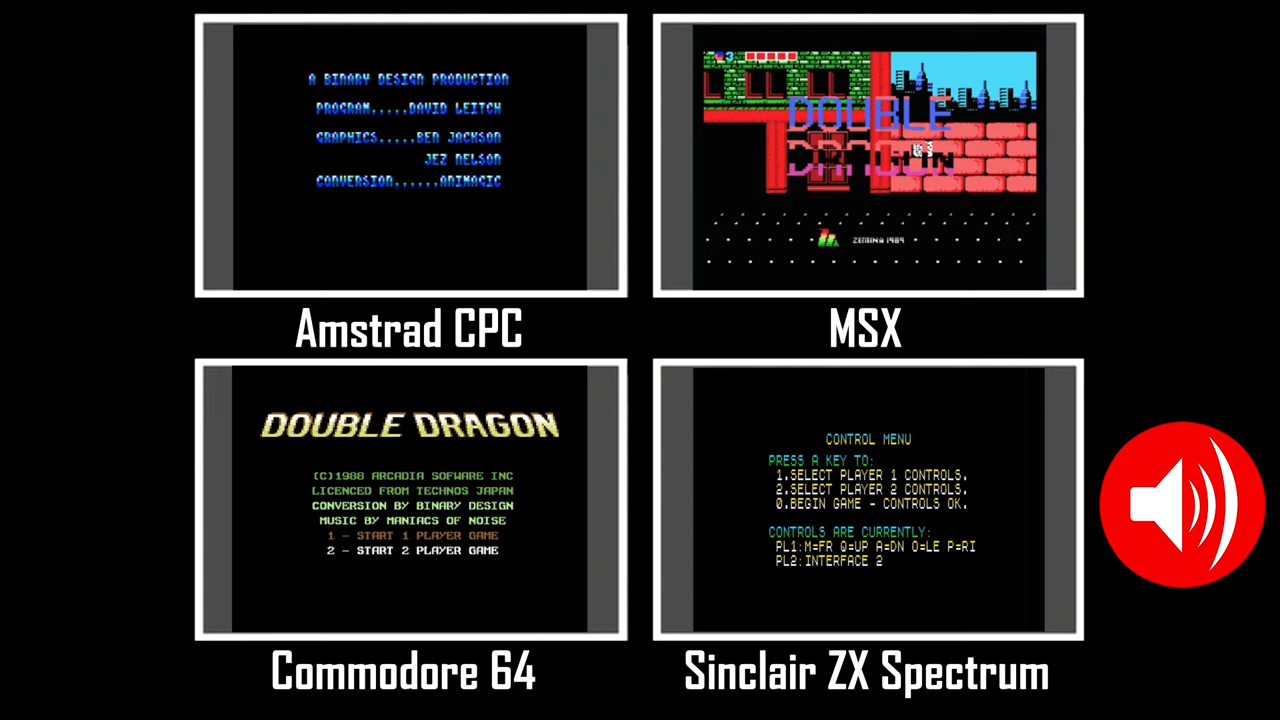 A BINARY DESIGN PRODUCTION
PROGRAM.....DAVID LEITCH
GRAPHICS.....BEN JACKSON
JEZ NELSON
CONVERSION......ANIMAGIC
Amstrad CPC
3
DOUBLE
DRAGON
ZEMINA 1989
MSX
DOUBLE DRAGON
(C)1988 ARCADIA SOFWARE INC
LICENCED FROM TECHNOS JAPAN
CONVERSION BY BINARY DESIGN
MUSIC BY MANIACS OF NOISE
1 - START 1 PLAYER GAME
2 - START 2 PLAYER GAME
Commodore 64
CONTROL MENU
PRESS A KEY TO:
1.SELECT PLAYER 1 CONTROLS.
2.SELECT PLAYER 2 CONTROLS.
0.BEGIN GAME - CONTROLS OK.
CONTROLS ARE CURRENTLY:
PL1:M=FR Q=UP A=DN O=LE P=RI
PL2:INTERFACE 2
Sinclair ZX Spectrum